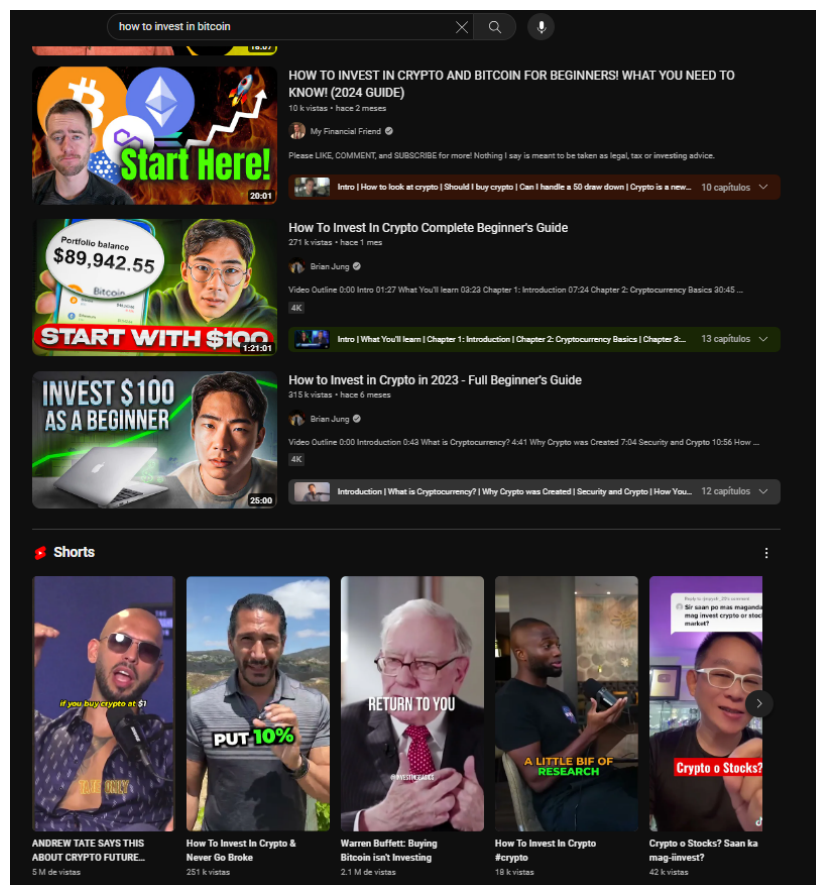 how to invest in bitcoin
18:07
HOW TO INVEST IN CRYPTO AND BITCOIN FOR BEGINNERS! WHAT YOU NEED TO
KNOW! (2024 GUIDE)
10 k vistas • hace 2 meses
My Financial Friend
Please LIKE, COMMENT, and SUBSCRIBE for more! Nothing I say is meant to be taken as legal, tax or investing advice.
Start Here!
20:01
Intro | How to look at crypto | Should I buy crypto | Can I handle a 50 draw down | Crypto is a new...
10 capítulos
How To Invest In Crypto Complete Beginner's Guide
271 k vistas • hace 1 mes
Brian Jung
Video Outline 0:00 Intro 01:27 What You'll learn 03:23 Chapter 1: Introduction 07:24 Chapter 2: Cryptocurrency Basics 30:45 ...
4K
Portfolio balance
$89,942.55
Bitcoin
START WITH $100
1:21:01
Intro | What You'll learn | Chapter 1: Introduction | Chapter 2: Cryptocurrency Basics | Chapter 3:...
13 capítulos
How to Invest in Crypto in 2023 - Full Beginner's Guide
315 k vistas • hace 6 meses
Brian Jung
Video Outline 0:00 Introduction 0:43 What is Cryptocurrency? 4:41 Why Crypto was Created 7:04 Security and Crypto 10:56 How ...
4K
INVEST $100
AS A BEGINNER
25:00
Introduction | What is Cryptocurrency? | Why Crypto was Created | Security and Crypto | How You...
12 capítulos
Shorts
if you buy crypto at $1
PUT 10%
RETURN TO YOU
A LITTLE BIF OF
RESEARCH
Sir saan po mas maganda
mag invest crypto or stock
market?
Crypto o Stocks?
ANDREW TATE SAYS THIS
ABOUT CRYPTO FUTURE...
5 M de vistas
How To Invest In Crypto &
Never Go Broke
251 k vistas
Warren Buffett: Buying
Bitcoin isn't Investing
2.1 M de vistas
How To Invest In Crypto
#crypto
18 k vistas
Crypto o Stocks? Saan ka
mag-iinvest?
42 k vistas